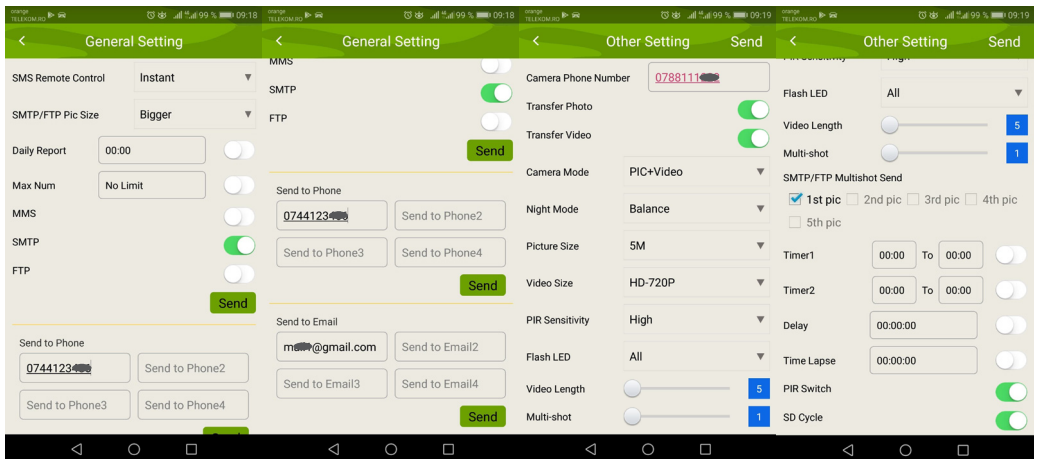 orange
TELEKOM.RO
99 % 09:18
General Setting
SMS Remote Control Instant
SMTP/FTP Pic Size Bigger
Daily Report 00:00
Max Num No Limit
MMS
SMTP
FTP
Send
Send to Phone
0744123 Send to Phone2
Send to Phone3 Send to Phone4
orange
TELEKOM.RO
99 % 09:18
General Setting
MMS
SMTP
FTP
Send
Send to Phone
0744123 Send to Phone2
Send to Phone3 Send to Phone4
Send
Send to Email
m @gmail.com Send to Email2
Send to Email3 Send to Email4
Send
orange
TELEKOM.RO
99 % 09:19
Other Setting Send
Camera Phone Number 0788111
Transfer Photo
Transfer Video
Camera Mode PIC+Video
Night Mode Balance
Picture Size 5M
Video Size HD-720P
PIR Sensitivity High
Flash LED All
Video Length 5
Multi-shot 1
orange
TELEKOM.RO
99 % 09:19
Other Setting Send
Flash LED All
Video Length 5
Multi-shot 1
SMTP/FTP Multishot Send
1st pic 2nd pic 3rd pic 4th pic
5th pic
Timer1 00:00 To 00:00
Timer2 00:00 To 00:00
Delay 00:00:00
Time Lapse 00:00:00
PIR Switch
SD Cycle